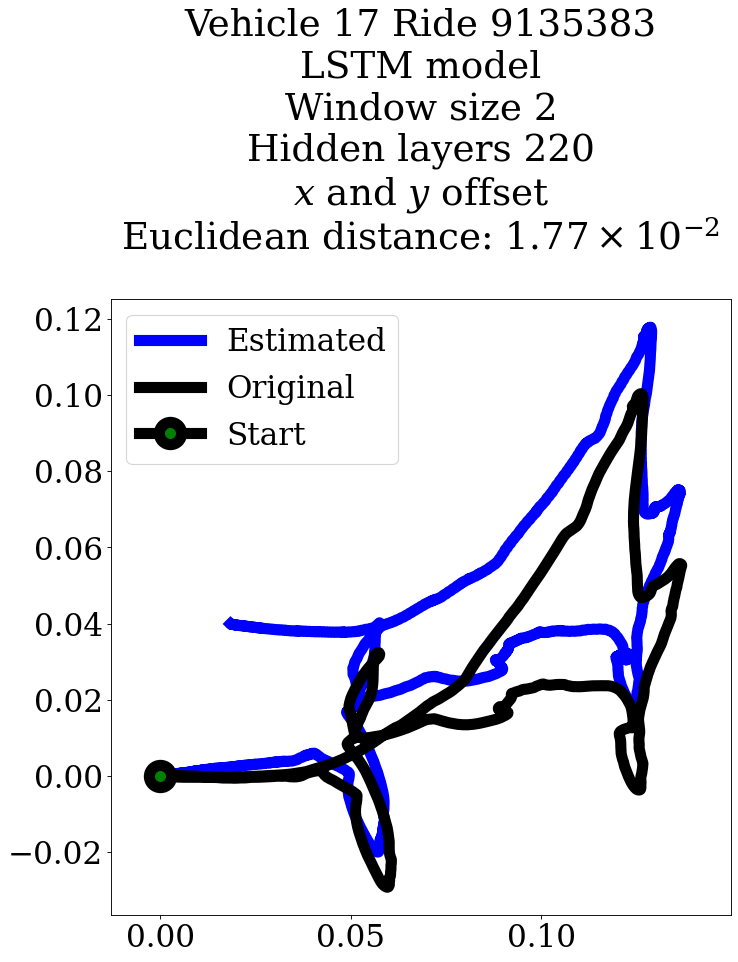 Vehicle 17 Ride 9135383
LSTM model
Window size 2
Hidden layers 220
x and y offset
Euclidean distance: 1.77 × 10⁻²
Estimated
Original
Start
0.12
0.10
0.08
0.06
0.04
0.02
0.00
−0.02
0.00 0.05 0.10